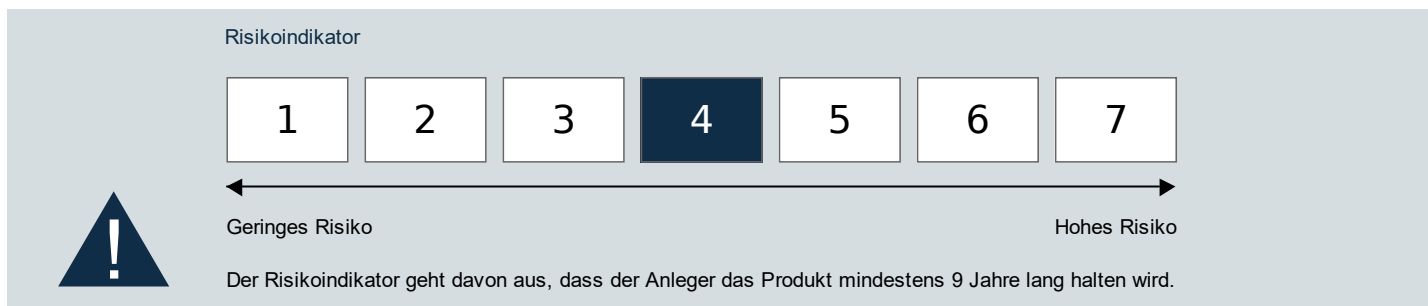 Risikoindikator
1 2 3 4 5 6 7
Geringes Risiko Hohes Risiko
!
Der Risikoindikator geht davon aus, dass der Anleger das Produkt mindestens 9 Jahre lang halten wird.